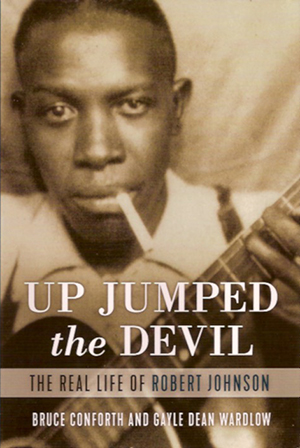 UP JUMPED
the DEVIL
THE REAL LIFE OF ROBERT JOHNSON
BRUCE CONFORTH AND GAYLE DEAN WARDLOW